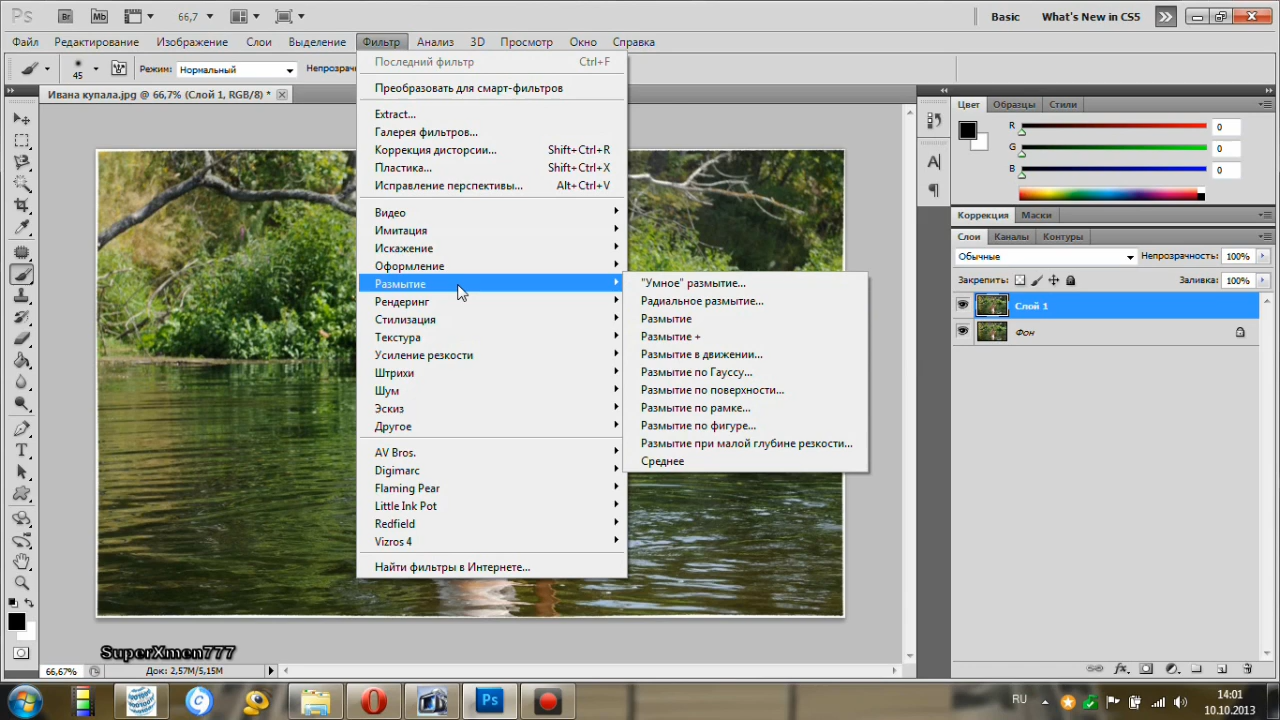 Ps Br Mb 66,7 Basic What's New in CS5
Файл Редактирование Изображение Слои Выделение Фильтр Анализ 3D Просмотр Окно Справка
45 Режим: Нормальный Непрозра
Ивана купала.jpg @ 66,7% (Слой 1, RGB/8) *
Последний фильтр Ctrl+F
Преобразовать для смарт-фильтров
Extract...
Галерея фильтров...
Коррекция дисторсии... Shift+Ctrl+R
Пластика... Shift+Ctrl+X
Исправление перспективы... Alt+Ctrl+V
Видео
Имитация
Искажение
Оформление
Размытие
Рендеринг
Стилизация
Текстура
Усиление резкости
Штрихи
Шум
Эскиз
Другое
AV Bros.
Digimarc
Flaming Pear
Little Ink Pot
Redfield
Vizros 4
Найти фильтры в Интернете...
"Умное" размытие...
Радиальное размытие...
Размытие
Размытие +
Размытие в движении...
Размытие по Гауссу...
Размытие по поверхности...
Размытие по рамке...
Размытие по фигуре...
Размытие при малой глубине резкости...
Среднее
Цвет Образцы Стили
R 0
G 0
B 0
Коррекция Маски
Слои Каналы Контуры
Обычные Непрозрачность: 100%
Закрепить: Заливка: 100%
Слой 1
Фон
SuperXmen777
66,67% Док: 2,57M/5,15M
RU 14:01
10.10.2013